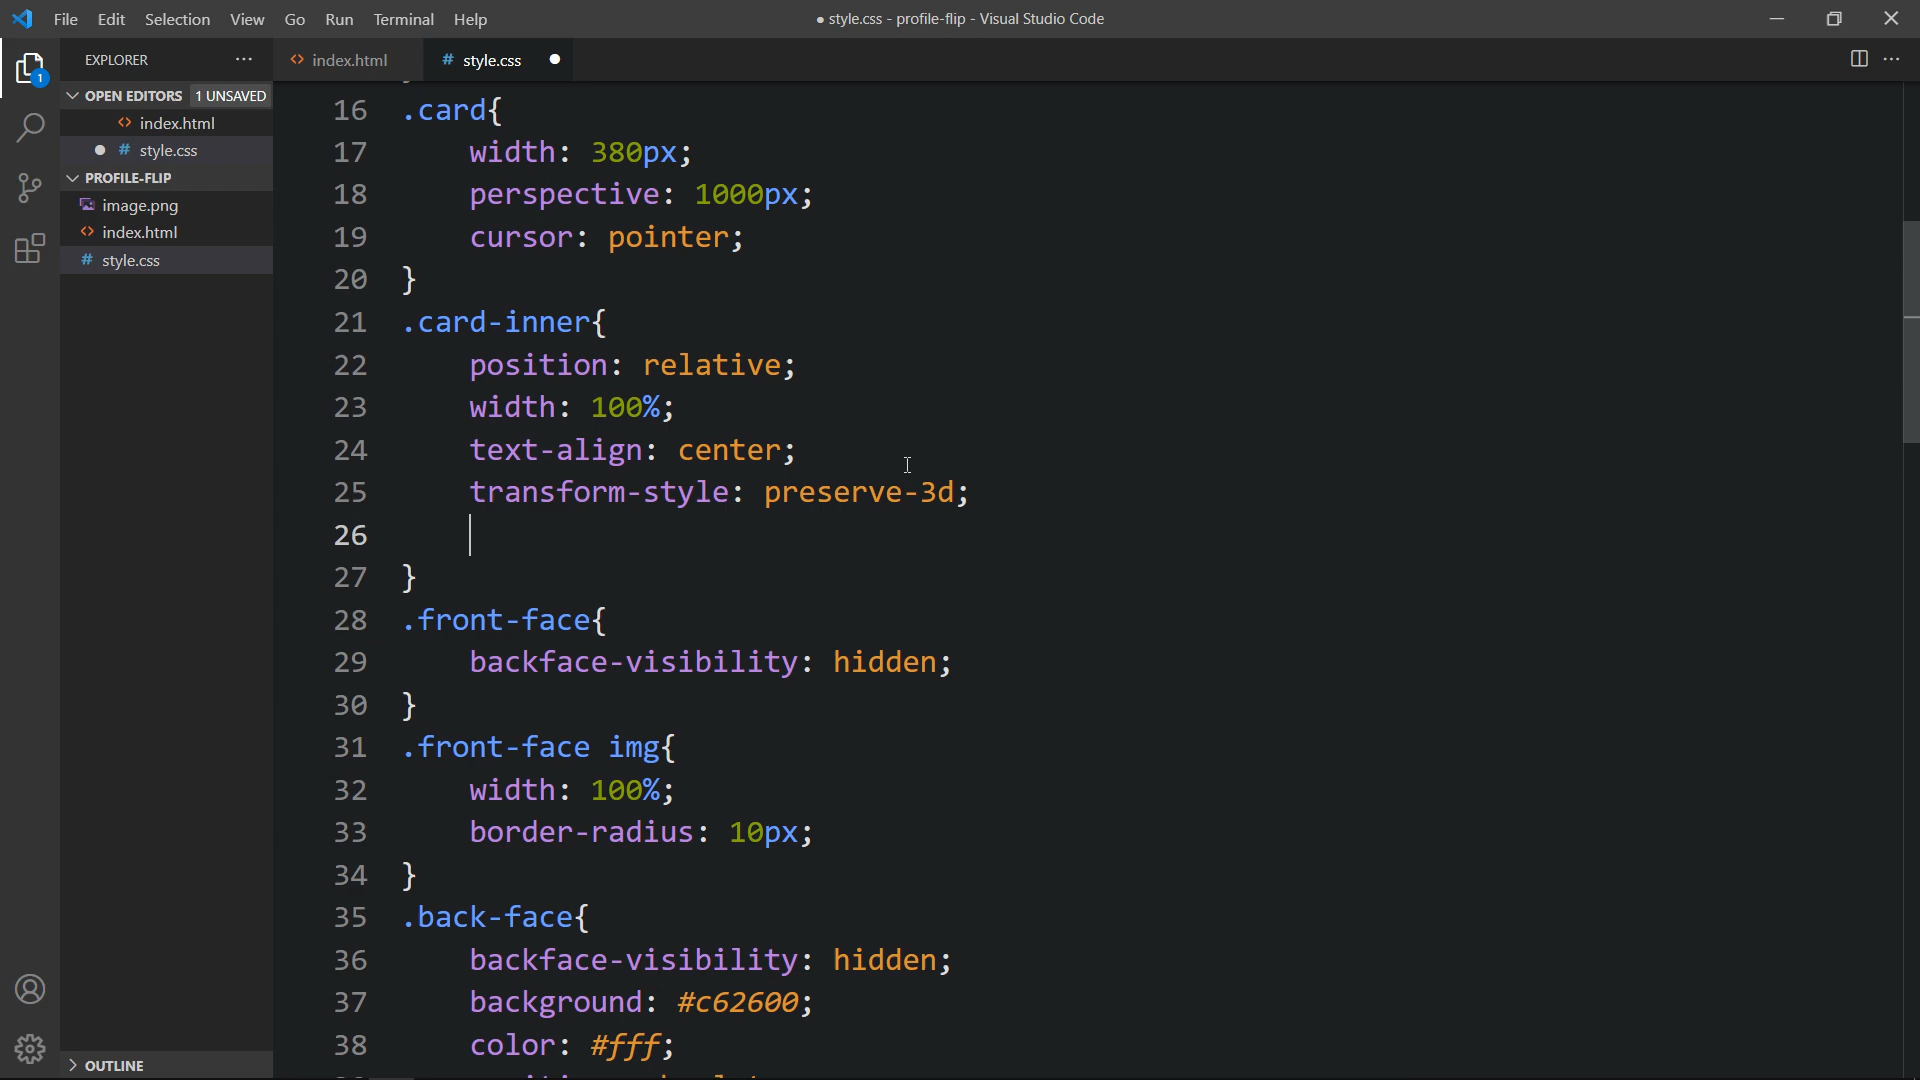 File Edit Selection View Go Run Terminal Help
● style.css - profile-flip - Visual Studio Code
EXPLORER ···
<> index.html
# style.css ●
1
OPEN EDITORS 1 UNSAVED
<> index.html
● # style.css
PROFILE-FLIP
image.png
<> index.html
# style.css
16 .card{
17 width: 380px;
18 perspective: 1000px;
19 cursor: pointer;
20 }
21 .card-inner{
22 position: relative;
23 width: 100%;
24 text-align: center;
25 transform-style: preserve-3d;
26
27 }
28 .front-face{
29 backface-visibility: hidden;
30 }
31 .front-face img{
32 width: 100%;
33 border-radius: 10px;
34 }
35 .back-face{
36 backface-visibility: hidden;
37 background: #c62600;
38 color: #fff;
OUTLINE